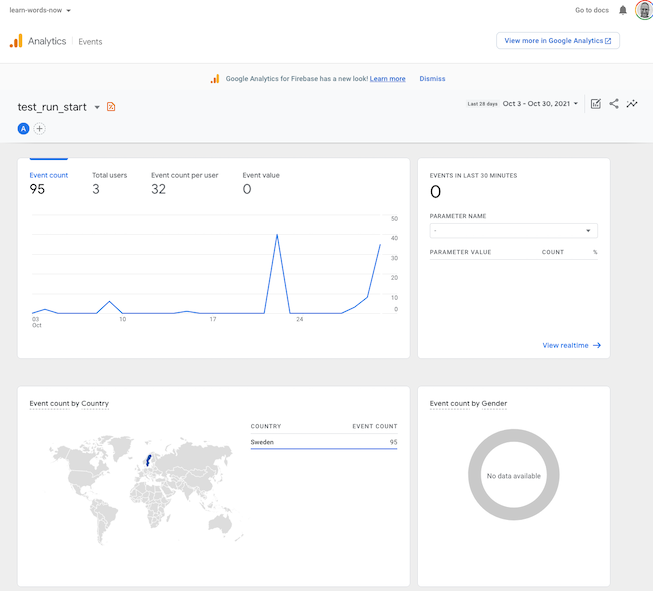 learn-words-now
Go to docs
Analytics
Events
View more in Google Analytics
Google Analytics for Firebase has a new look! Learn more
Dismiss
test_run_start
Last 28 days
Oct 3 - Oct 30, 2021
A
Event count
Total users
Event count per user
Event value
95
3
32
0
50
40
30
20
10
0
03
Oct
10
17
24
EVENTS IN LAST 30 MINUTES
0
PARAMETER NAME
-
PARAMETER VALUE
COUNT
%
View realtime
Event count by Country
COUNTRY
EVENT COUNT
Sweden
95
Event count by Gender
No data available